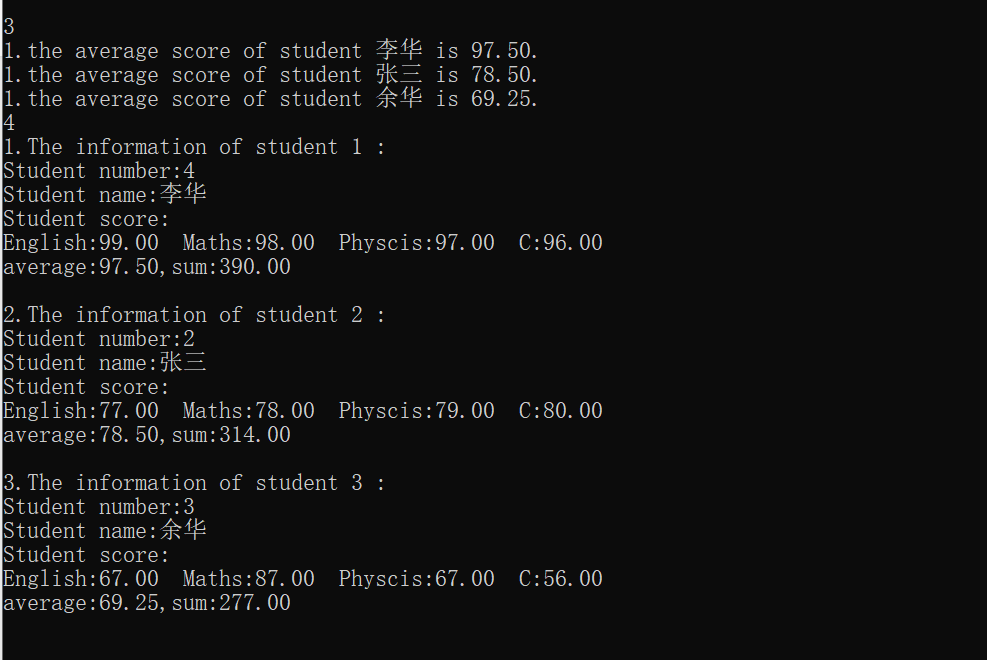 3
1.the average score of student 李华 is 97.50.
1.the average score of student 张三 is 78.50.
1.the average score of student 余华 is 69.25.
4
1.The information of student 1 :
Student number:4
Student name:李华
Student score:
English:99.00  Maths:98.00  Physcis:97.00  C:96.00
average:97.50,sum:390.00

2.The information of student 2 :
Student number:2
Student name:张三
Student score:
English:77.00  Maths:78.00  Physcis:79.00  C:80.00
average:78.50,sum:314.00

3.The information of student 3 :
Student number:3
Student name:余华
Student score:
English:67.00  Maths:87.00  Physcis:67.00  C:56.00
average:69.25,sum:277.00